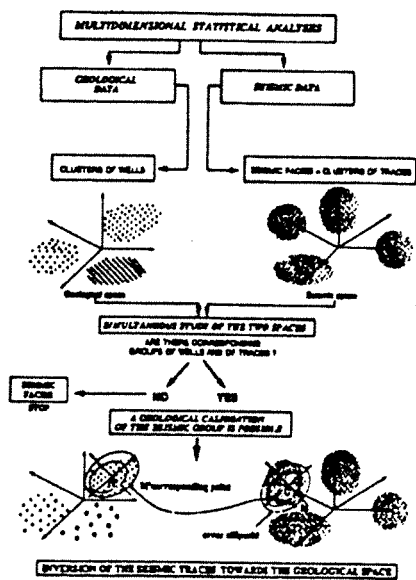 MULTIDIMENSIONAL STATISTICAL ANALYSES
GEOLOGICAL
DATA
SEISMIC DATA
CLUSTERS OF WELLS
SEISMIC FACIES = CLUSTERS OF TRACES
Geological space
Seismic space
SIMULTANEOUS STUDY OF THE TWO SPACES
ARE THERE CORRESPONDING
GROUPS OF WELLS AND OF TRACES ?
SEISMIC
FACIES
STOP
NO
YES
A GEOLOGICAL CALIBRATION
OF THE SEISMIC GROUP IS POSSIBLE
corresponding point
error ellipsoid
INVERSION OF THE SEISMIC TRACES TOWARDS THE GEOLOGICAL SPACE